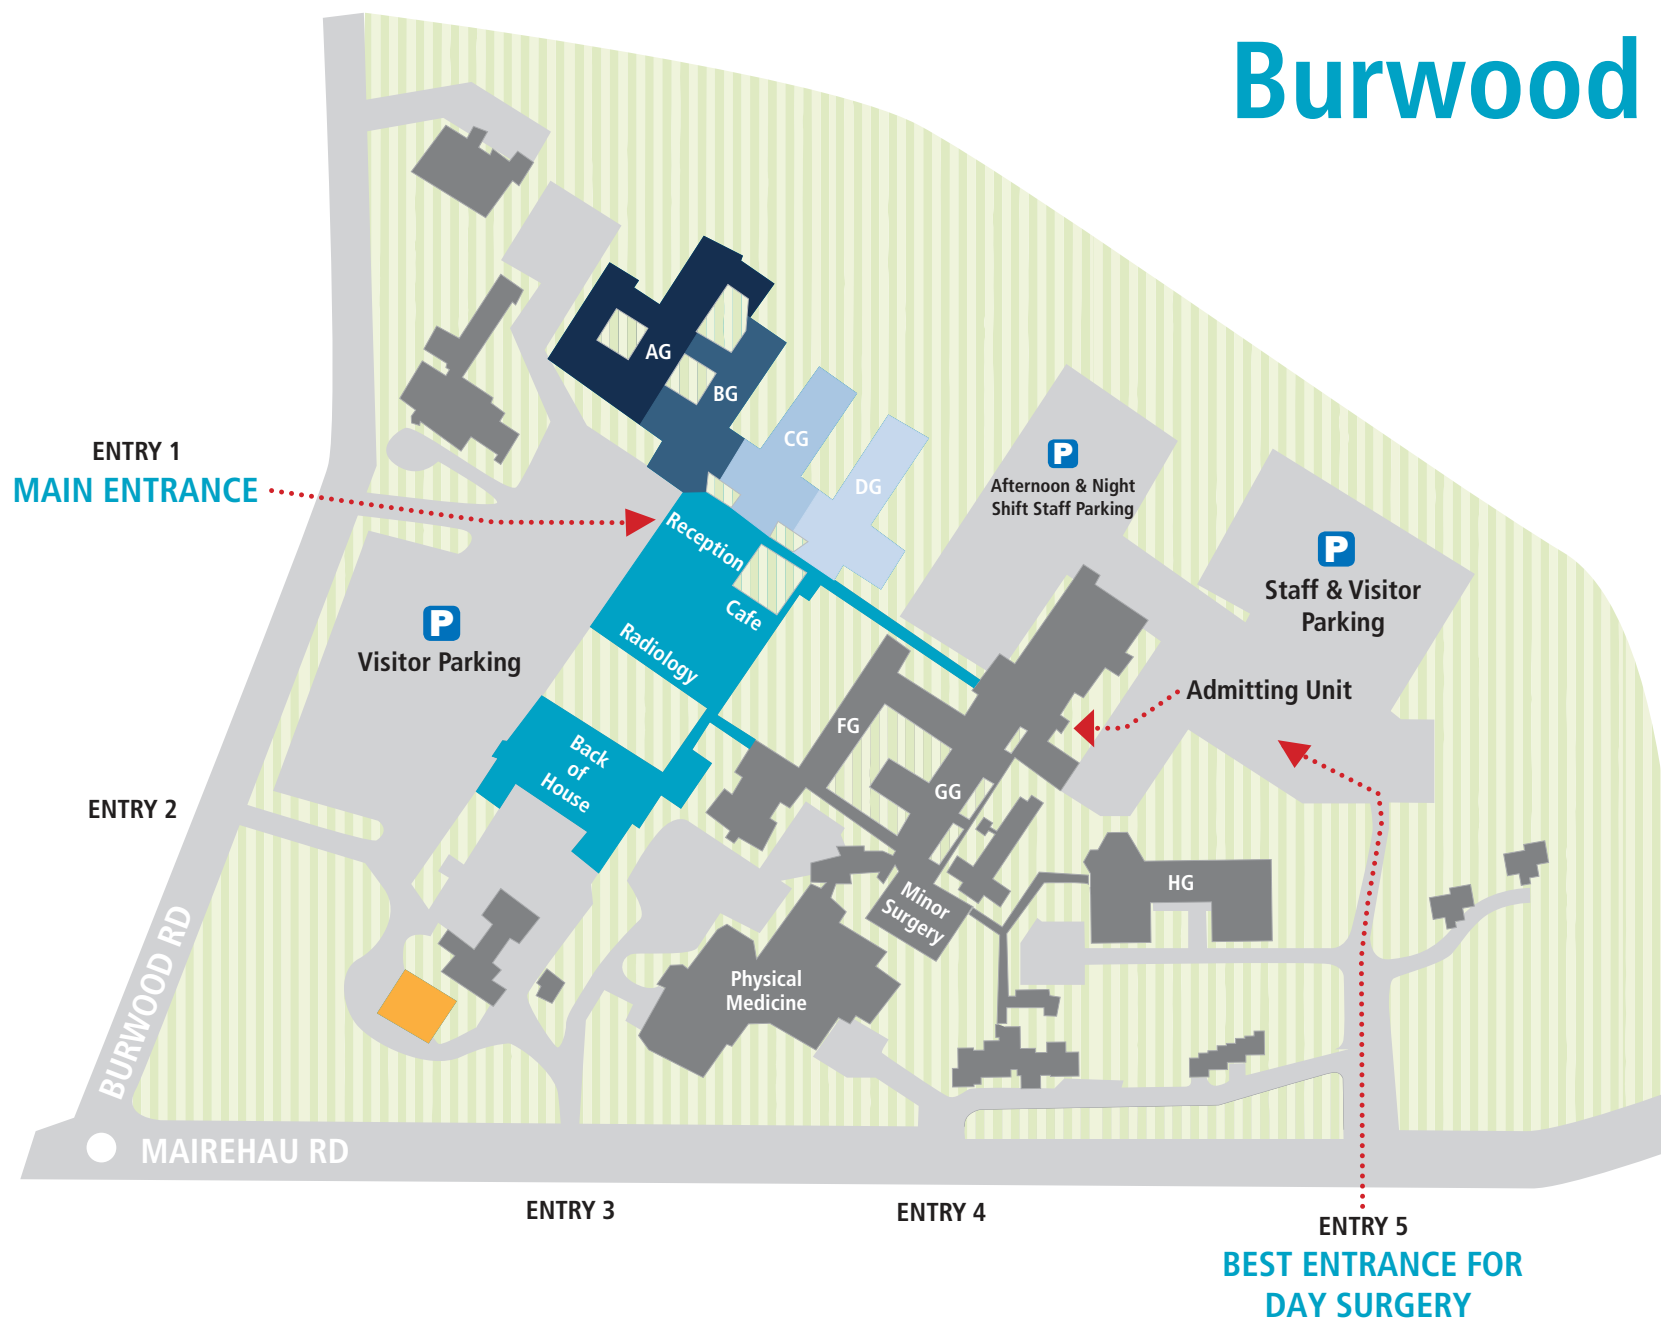 Burwood
ENTRY 1
MAIN ENTRANCE
AG
BG
CG
DG
P
Afternoon & Night
Shift Staff Parking
P
Staff & Visitor
Parking
Reception
Cafe
Radiology
P
Visitor Parking
Admitting Unit
FG
Back
of
House
GG
ENTRY 2
HG
Minor
Surgery
Physical
Medicine
BURWOOD RD
MAIREHAU RD
ENTRY 3
ENTRY 4
ENTRY 5
BEST ENTRANCE FOR
DAY SURGERY